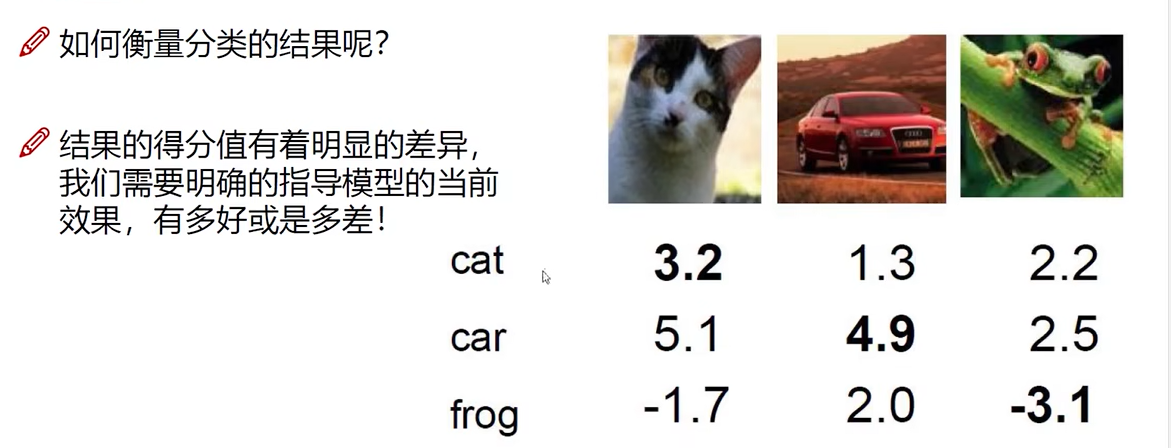 如何衡量分类的结果呢？
结果的得分值有着明显的差异，
我们需要明确的指导模型的当前
效果，有多好或是多差！
cat 3.2 1.3 2.2
car 5.1 4.9 2.5
frog -1.7 2.0 -3.1